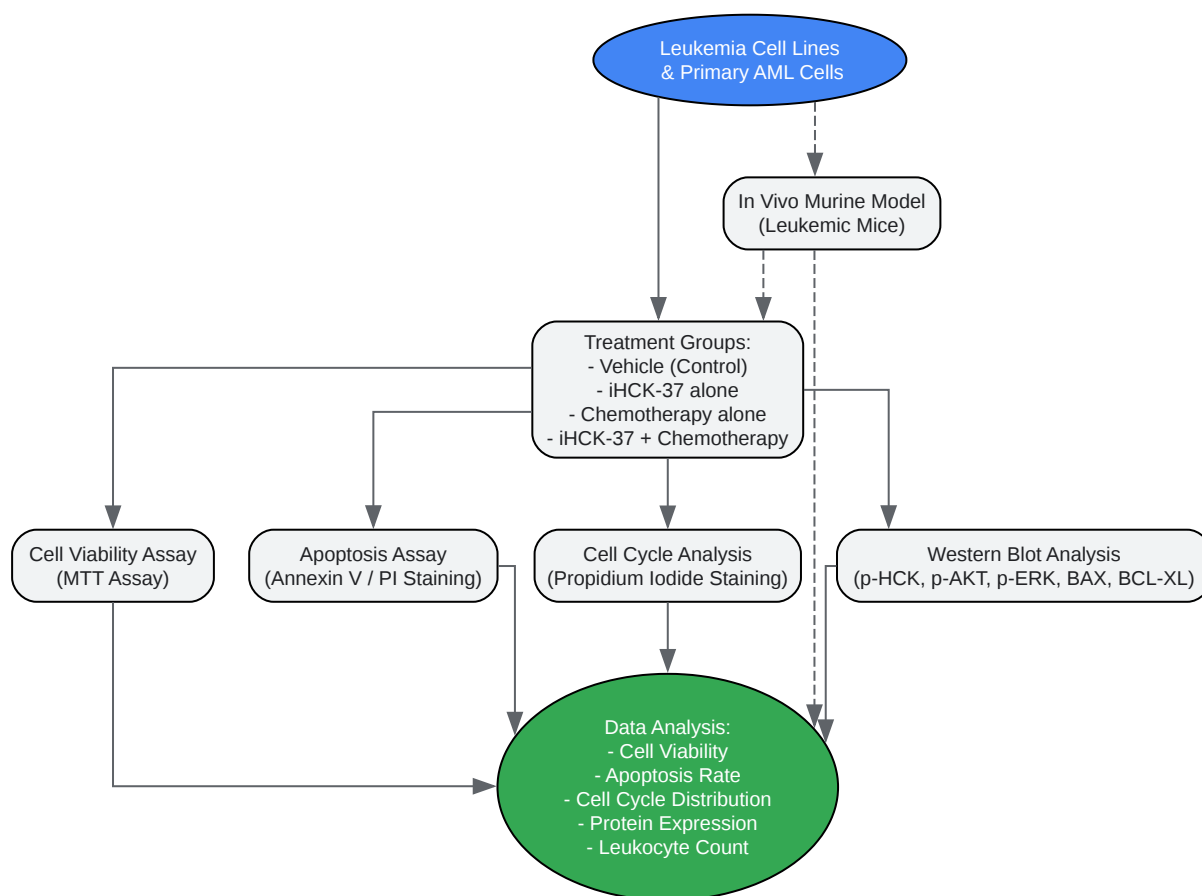 Leukemia Cell Lines
& Primary AML Cells
In Vivo Murine Model
(Leukemic Mice)
Treatment Groups:
- Vehicle (Control)
- iHCK-37 alone
- Chemotherapy alone
- iHCK-37 + Chemotherapy
Cell Viability Assay
(MTT Assay)
Apoptosis Assay
(Annexin V / PI Staining)
Cell Cycle Analysis
(Propidium Iodide Staining)
Western Blot Analysis
(p-HCK, p-AKT, p-ERK, BAX, BCL-XL)
Data Analysis:
- Cell Viability
- Apoptosis Rate
- Cell Cycle Distribution
- Protein Expression
- Leukocyte Count